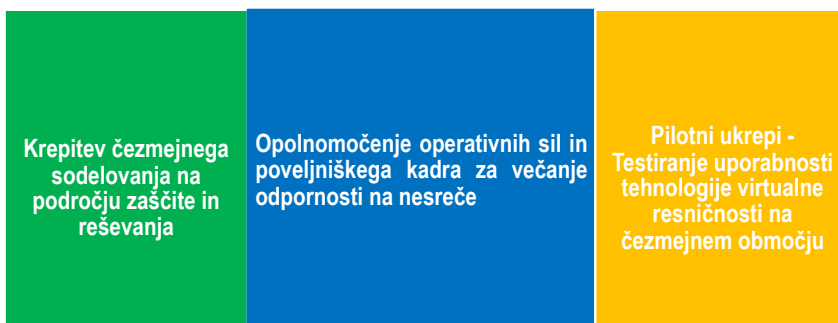 Krepitev čezmejnega
sodelovanja na
področju zaščite in
reševanja
Opolnomočenje operativnih sil in
poveljniškega kadra za večanje
odpornosti na nesreče
Pilotni ukrepi -
Testiranje uporabnosti
tehnologije virtualne
resničnosti na
čezmejnem območju